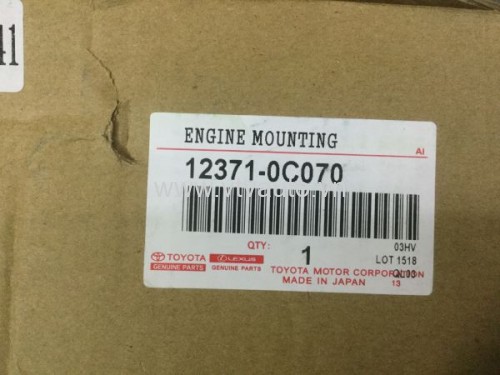 41
ENGINE MOUNTING
AI
12371-0C070
QTY:
1
03HV
LOT 1518
TOYOTA
GENUINE PARTS
LEXUS
GENUINE PARTS
TOYOTA MOTOR CORPORATION
MADE IN JAPAN
13